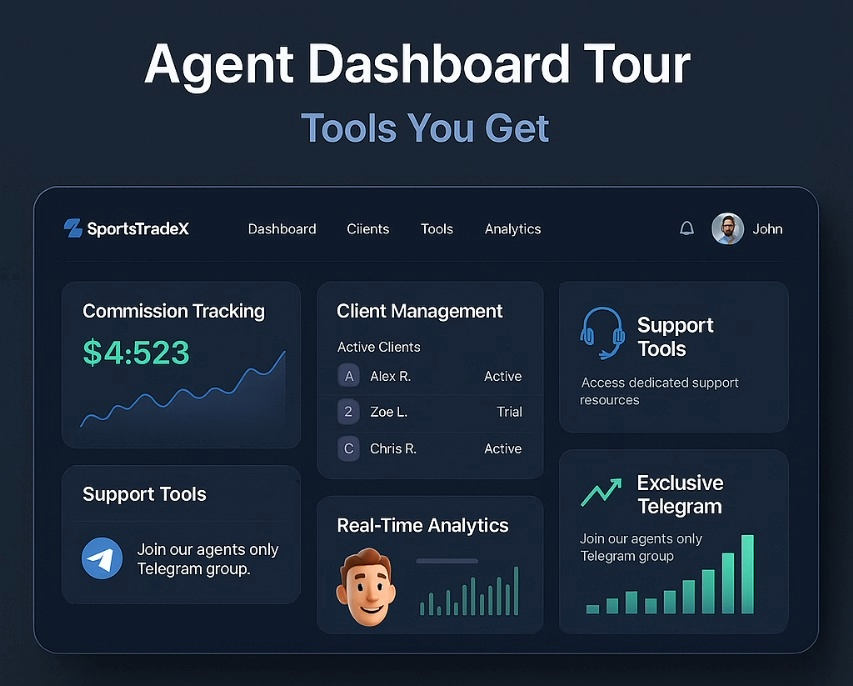 Agent Dashboard Tour
Tools You Get
SportsTradeX
Dashboard
Ciients
Tools
Analytics
John
Commission Tracking
$4:523
Client Management
Active Clients
A Alex R. Active
2 Zoe L. Trial
C Chris R. Active
Support
Tools
Access dedicated support
resources
Support Tools
Join our agents only
Telegram group.
Real-Time Analytics
Exclusive
Telegram
Join our agents only
Telegram group